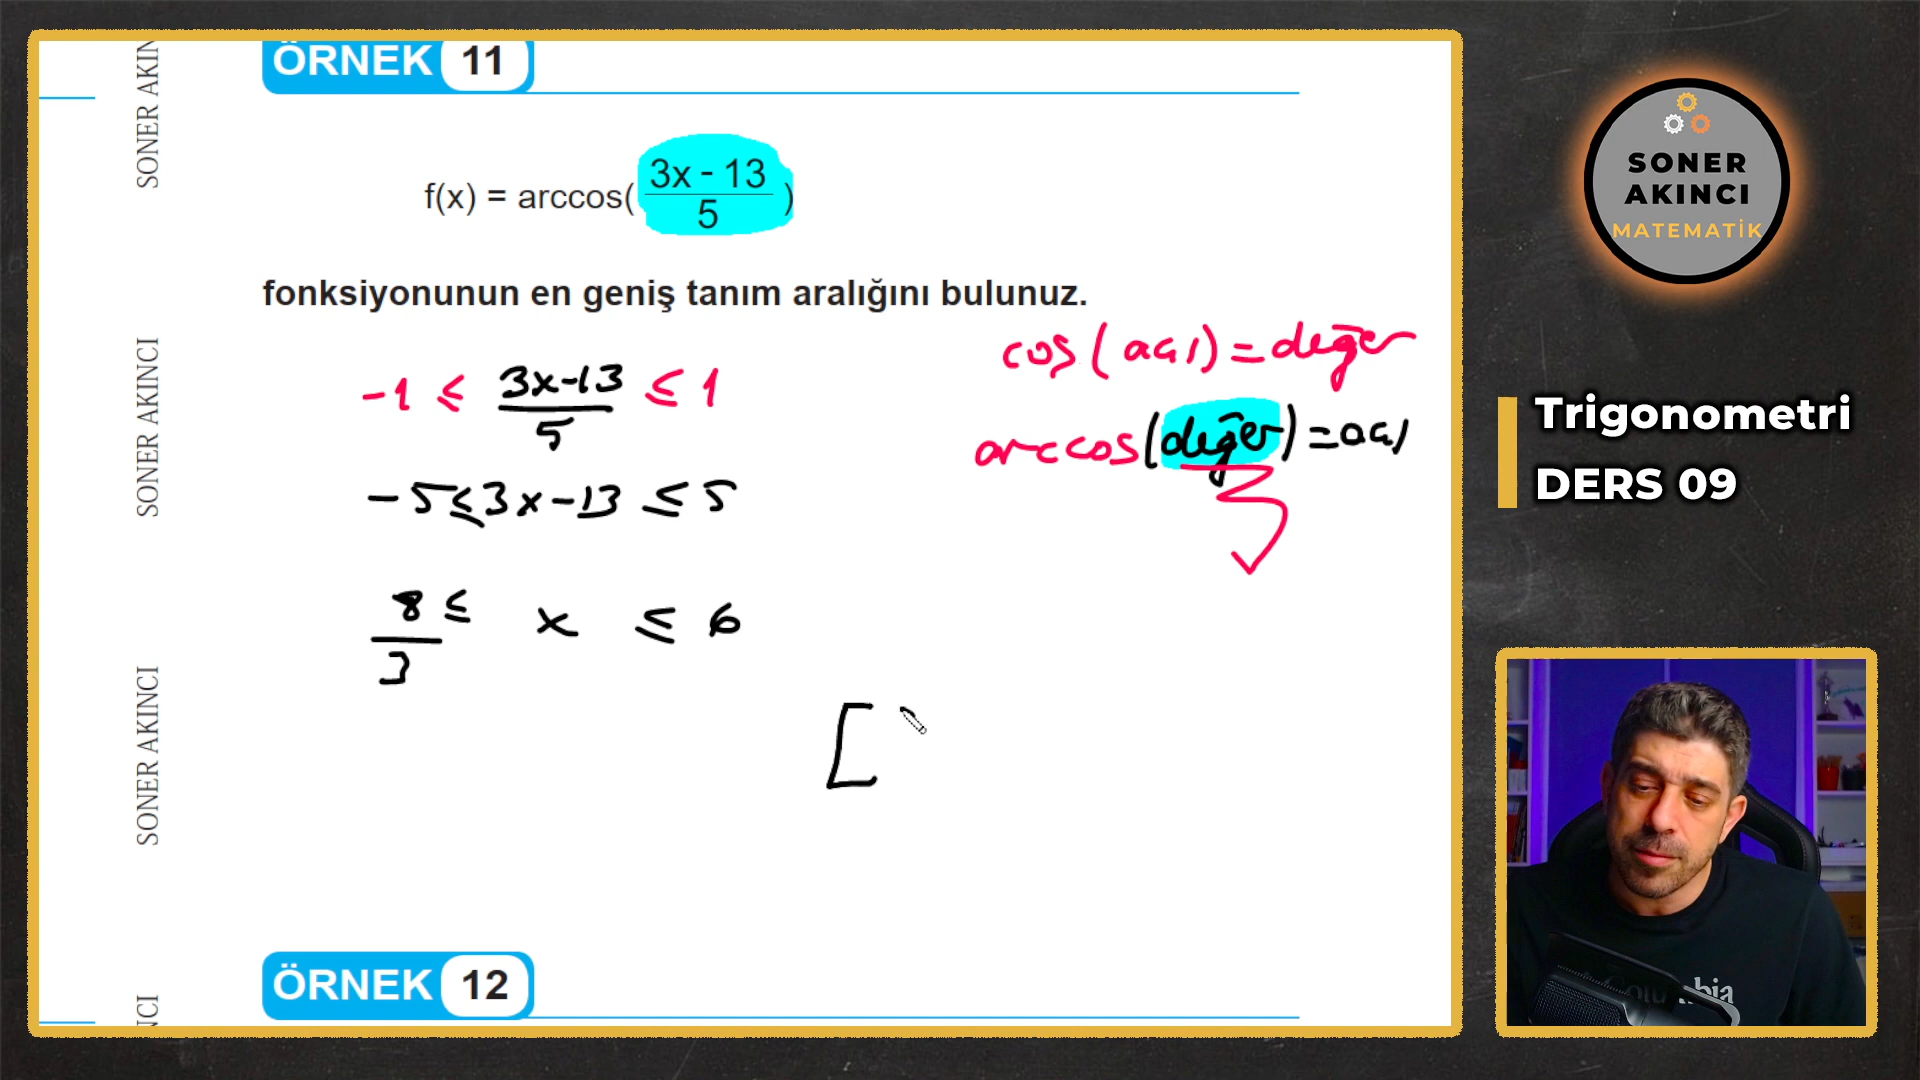 ÖRNEK 11
f(x) = arccos( 3x - 13 / 5 )
fonksiyonunun en geniş tanım aralığını bulunuz.
-1 ≤ 3x-13 / 5 ≤ 1
-5 ≤ 3x-13 ≤ 5
8/3 ≤ x ≤ 6
[
cos(açı) = değer
arccos(değer) = açı
ÖRNEK 12
SONER AKIN
SONER AKINCI
SONER AKINCI
NCI
SONER
AKINCI
MATEMATİK
Trigonometri
DERS 09